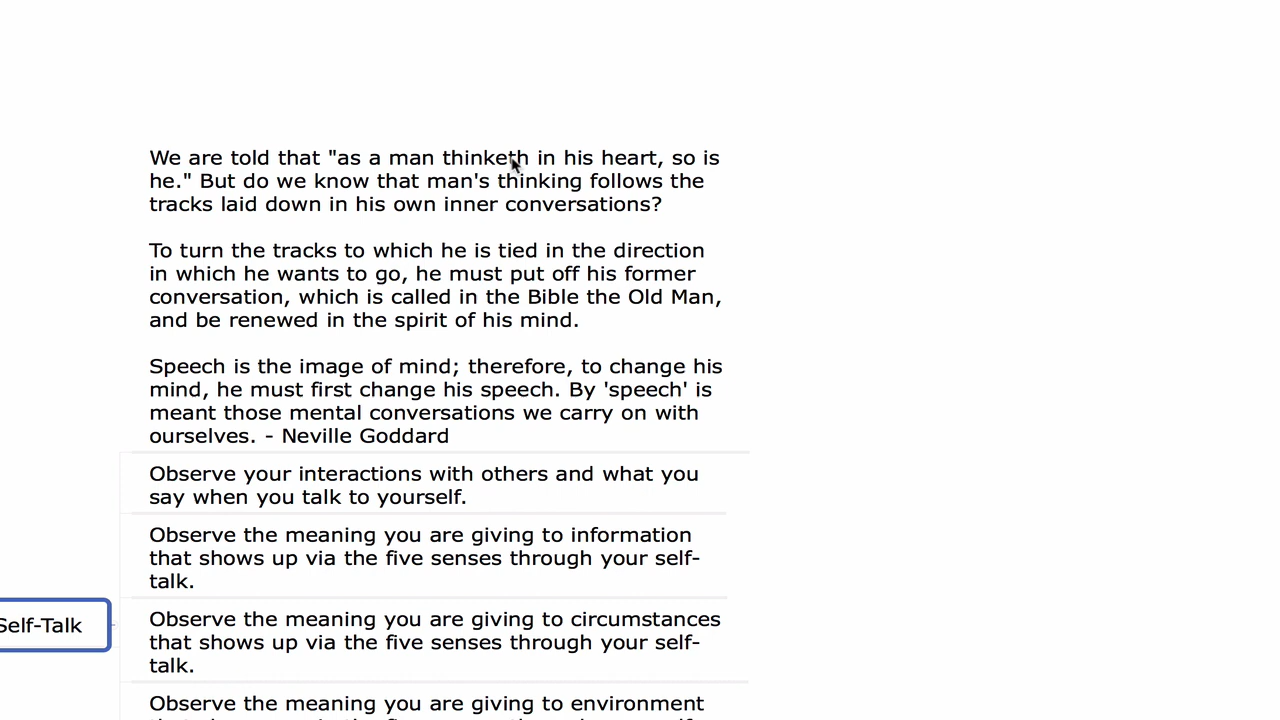 We are told that "as a man thinketh in his heart, so is
he." But do we know that man's thinking follows the
tracks laid down in his own inner conversations?
To turn the tracks to which he is tied in the direction
in which he wants to go, he must put off his former
conversation, which is called in the Bible the Old Man,
and be renewed in the spirit of his mind.
Speech is the image of mind; therefore, to change his
mind, he must first change his speech. By 'speech' is
meant those mental conversations we carry on with
ourselves. - Neville Goddard
Observe your interactions with others and what you
say when you talk to yourself.
Observe the meaning you are giving to information
that shows up via the five senses through your self-
talk.
Self-Talk
Observe the meaning you are giving to circumstances
that shows up via the five senses through your self-
talk.
Observe the meaning you are giving to environment